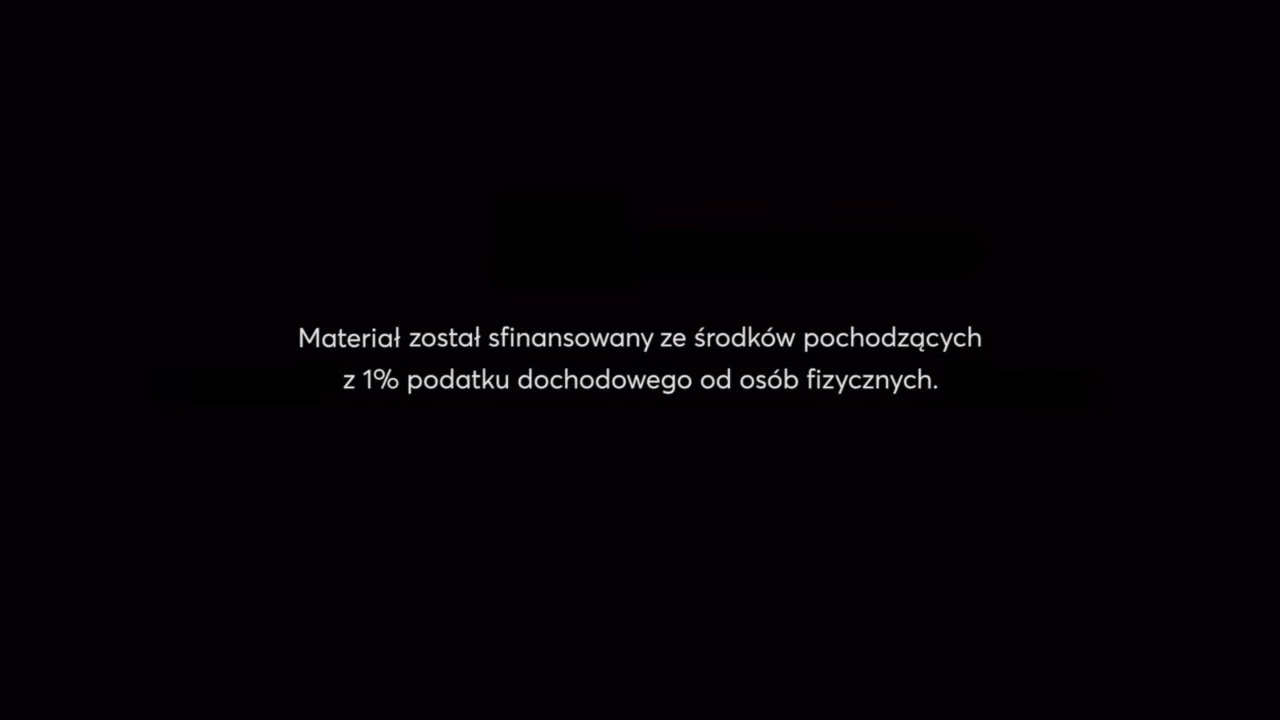 Materiał został sfinansowany ze środków pochodzących
z 1% podatku dochodowego od osób fizycznych.